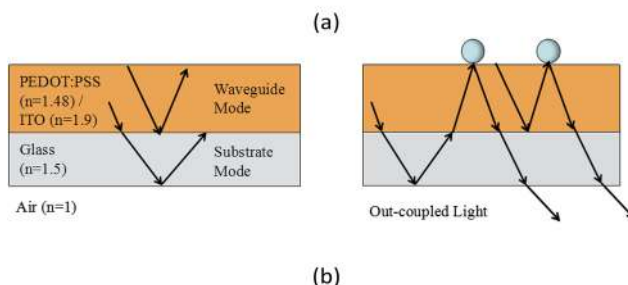 (a)
PEDOT:PSS
(n=1.48) /
ITO (n=1.9)
Waveguide
Mode
Glass
(n=1.5)
Substrate
Mode
Air (n=1)
Out-coupled Light
(b)